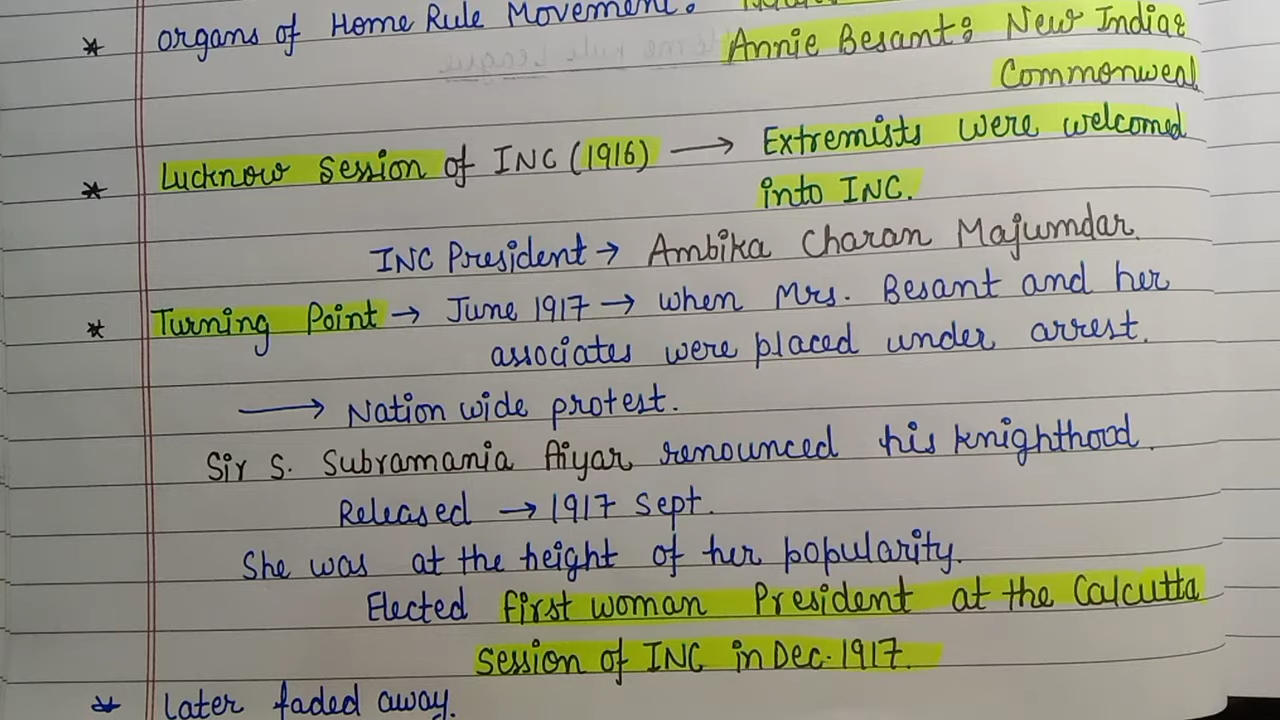 * organs of Home Rule Movement:
Annie Besant: New India:
Commonweal
* Lucknow Session of INC (1916) → Extremists were welcomed
into INC.
INC President → Ambika Charan Majumdar.
* Turning Point → June 1917 → when Mrs. Besant and her
associates were placed under arrest.
→ Nation wide protest.
Sir S. Subramania Aiyar renounced his knighthood.
Released → 1917 Sept.
She was at the height of her popularity.
Elected first woman President at the Calcutta
session of INC in Dec. 1917.
* Later faded away.